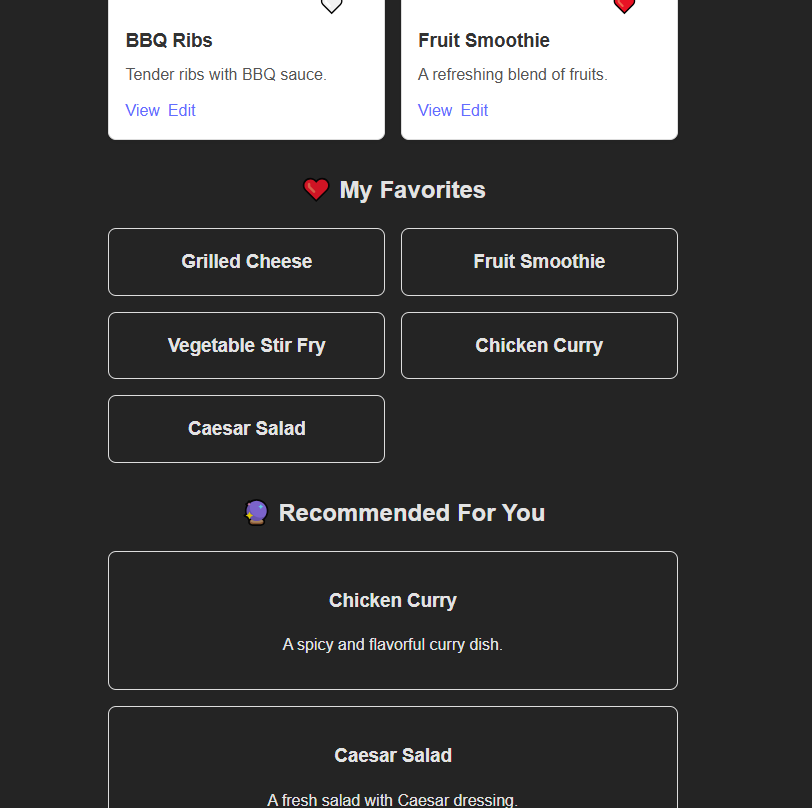 BBQ Ribs
Tender ribs with BBQ sauce.
View Edit
Fruit Smoothie
A refreshing blend of fruits.
View Edit
My Favorites
Grilled Cheese
Fruit Smoothie
Vegetable Stir Fry
Chicken Curry
Caesar Salad
Recommended For You
Chicken Curry
A spicy and flavorful curry dish.
Caesar Salad
A fresh salad with Caesar dressing.